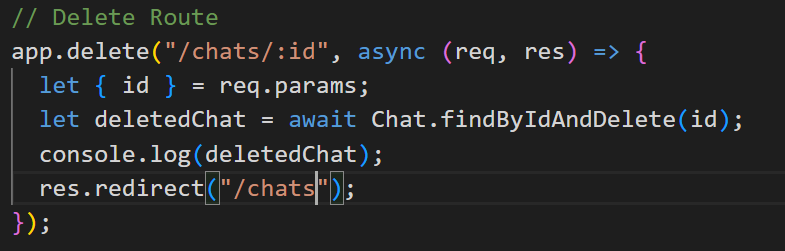 // Delete Route
app.delete("/chats/:id", async (req, res) => {
  let { id } = req.params;
  let deletedChat = await Chat.findByIdAndDelete(id);
  console.log(deletedChat);
  res.redirect("/chats");
});